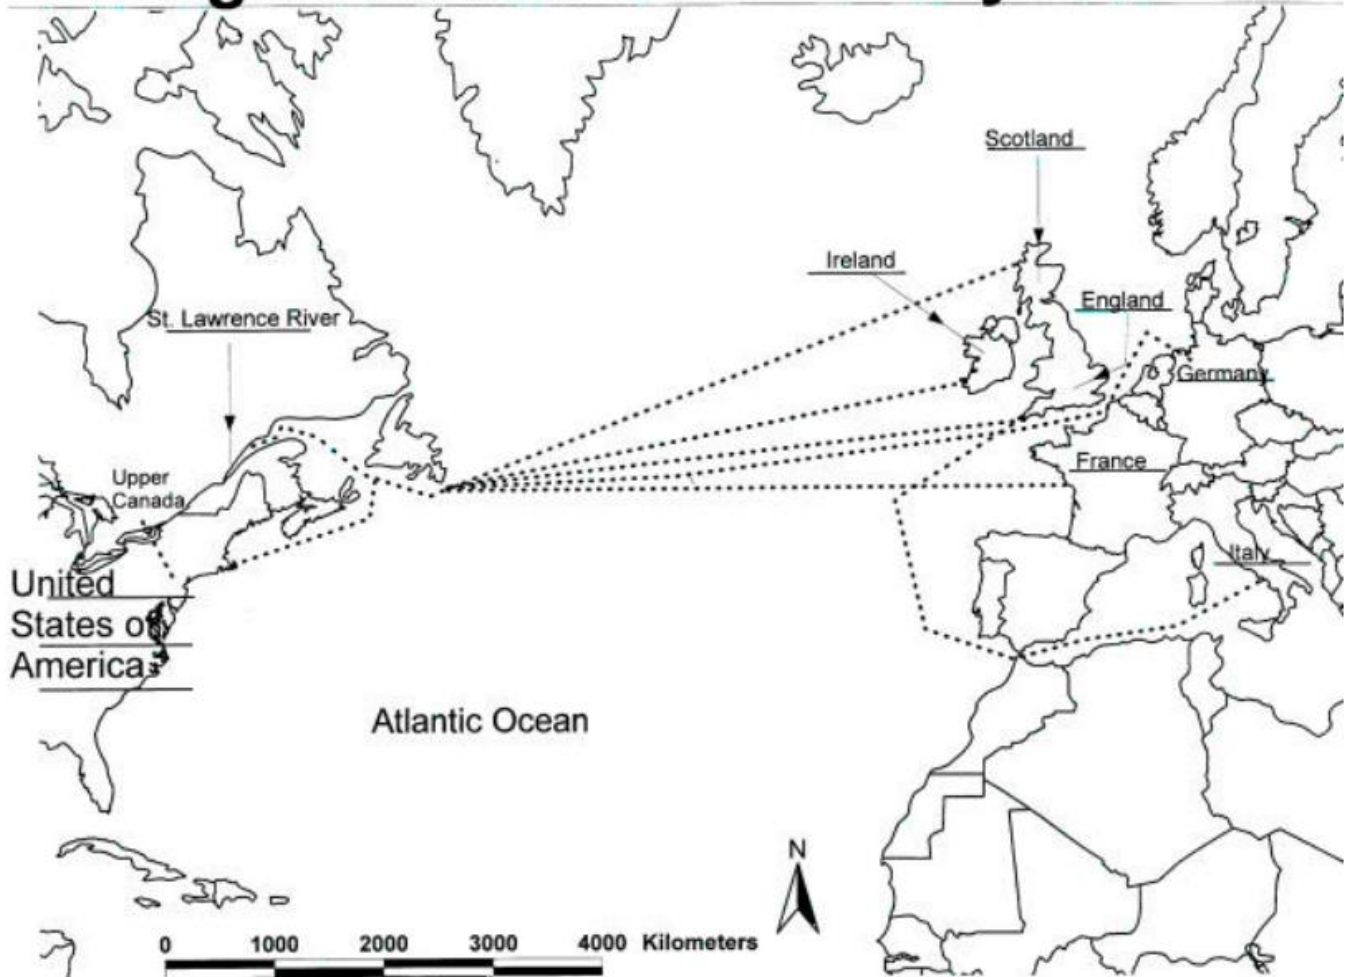 Scotland
Ireland
England
St. Lawrence River
Germany
Upper
Canada
France
Italy
United
States of
America
Atlantic Ocean
N
0 1000 2000 3000 4000 Kilometers